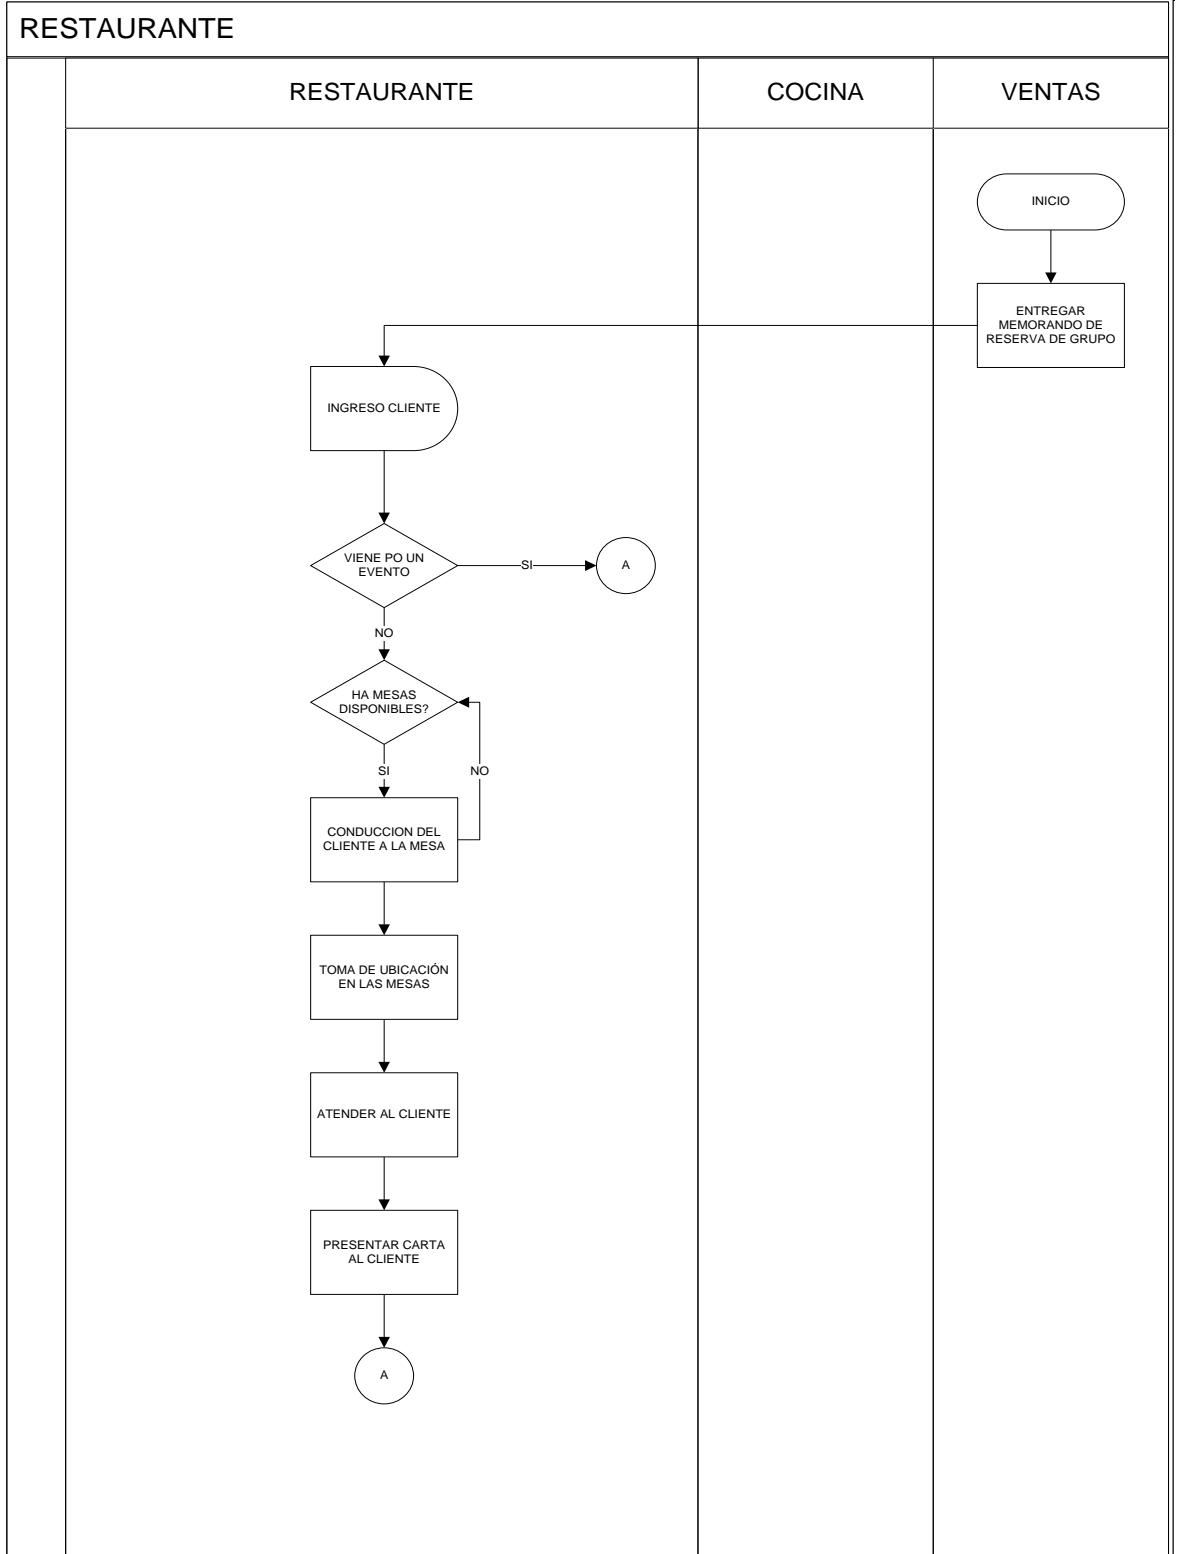 RESTAURANTE
RESTAURANTE
COCINA
VENTAS
INICIO
ENTREGAR
MEMORANDO DE
RESERVA DE GRUPO
INGRESO CLIENTE
VIENE PO UN
EVENTO
SI
A
NO
HA MESAS
DISPONIBLES?
SI
NO
CONDUCCION DEL
CLIENTE A LA MESA
TOMA DE UBICACIÓN
EN LAS MESAS
ATENDER AL CLIENTE
PRESENTAR CARTA
AL CLIENTE
A